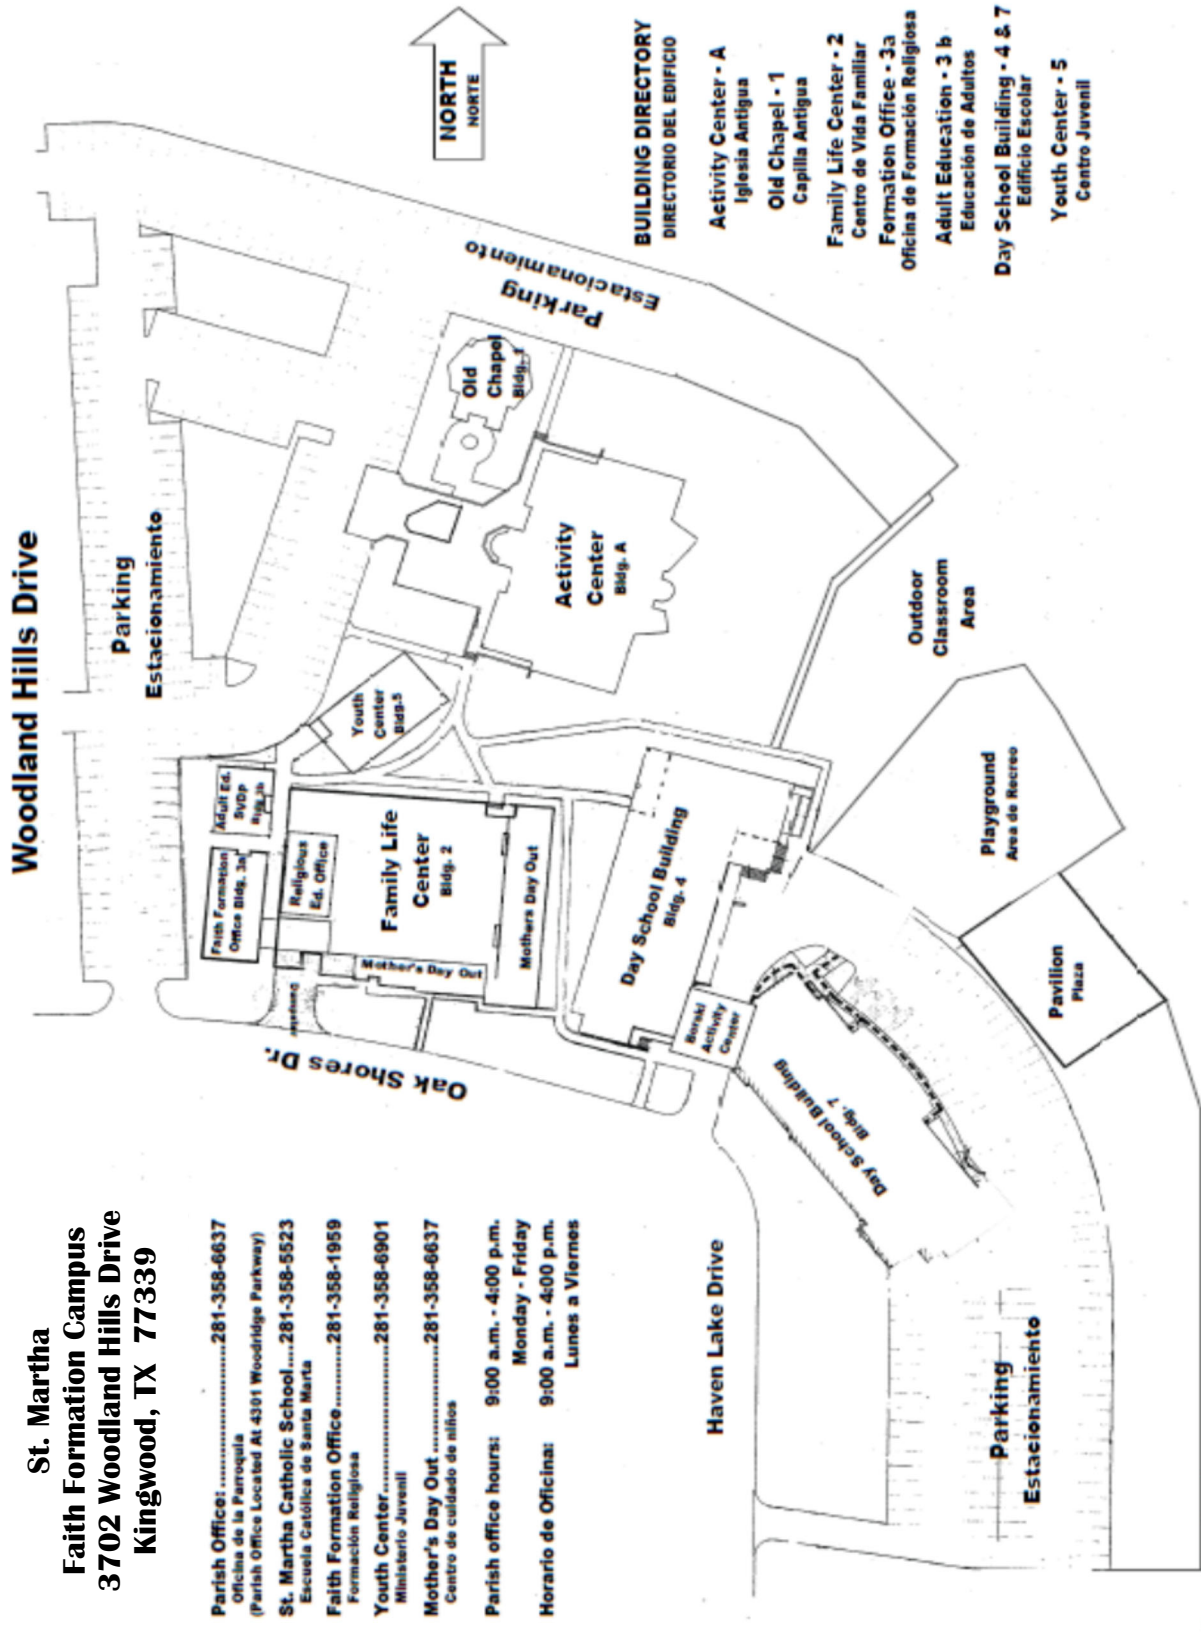 St. Martha
Faith Formation Campus
3702 Woodland Hills Drive
Kingwood, TX 77339
Parish Office:..........................281-358-6637
Oficina de la Parroquia
(Parish Office Located At 4301 Woodridge Parkway)
St. Martha Catholic School....281-358-5523
Escuela Católica de Santa Marta
Faith Formation Office............281-358-1959
Formación Religiosa
Youth Center...........................281-358-6901
Ministerio Juvenil
Mother's Day Out....................281-358-6637
Centro de cuidado de niños
Parish office hours: 9:00 a.m. - 4:00 p.m.
Monday - Friday
Horario de Oficina: 9:00 a.m. - 4:00 p.m.
Lunes a Viernes
Woodland Hills Drive
Parking
Estacionamiento
NORTH
NORTE
BUILDING DIRECTORY
DIRECTORIO DEL EDIFICIO
Activity Center - A
Iglesia Antigua
Old Chapel - 1
Capilla Antigua
Family Life Center - 2
Centro de Vida Familiar
Formation Office - 3a
Oficina de Formación Religiosa
Adult Education - 3 b
Educación de Adultos
Day School Building - 4 & 7
Edificio Escolar
Youth Center - 5
Centro Juvenil
Parking
Estacionamiento
Old
Chapel
Bldg. 1
Activity
Center
Bldg. A
Youth
Center
Bldg.5
Adult Ed.
SVDP
Bldg. 3b
Faith Formation
Office Bldg. 3a
Religious
Ed. Office
Family Life
Center
Bldg. 2
Mother's Day Out
Mothers Day Out
Oak Shores Dr.
Day School Building
Bldg. 4
Borski
Activity
Center
Day School Building
Bldg. 7
Outdoor
Classroom
Area
Playground
Area de Recreo
Pavilion
Plaza
Haven Lake Drive
Parking
Estacionamiento